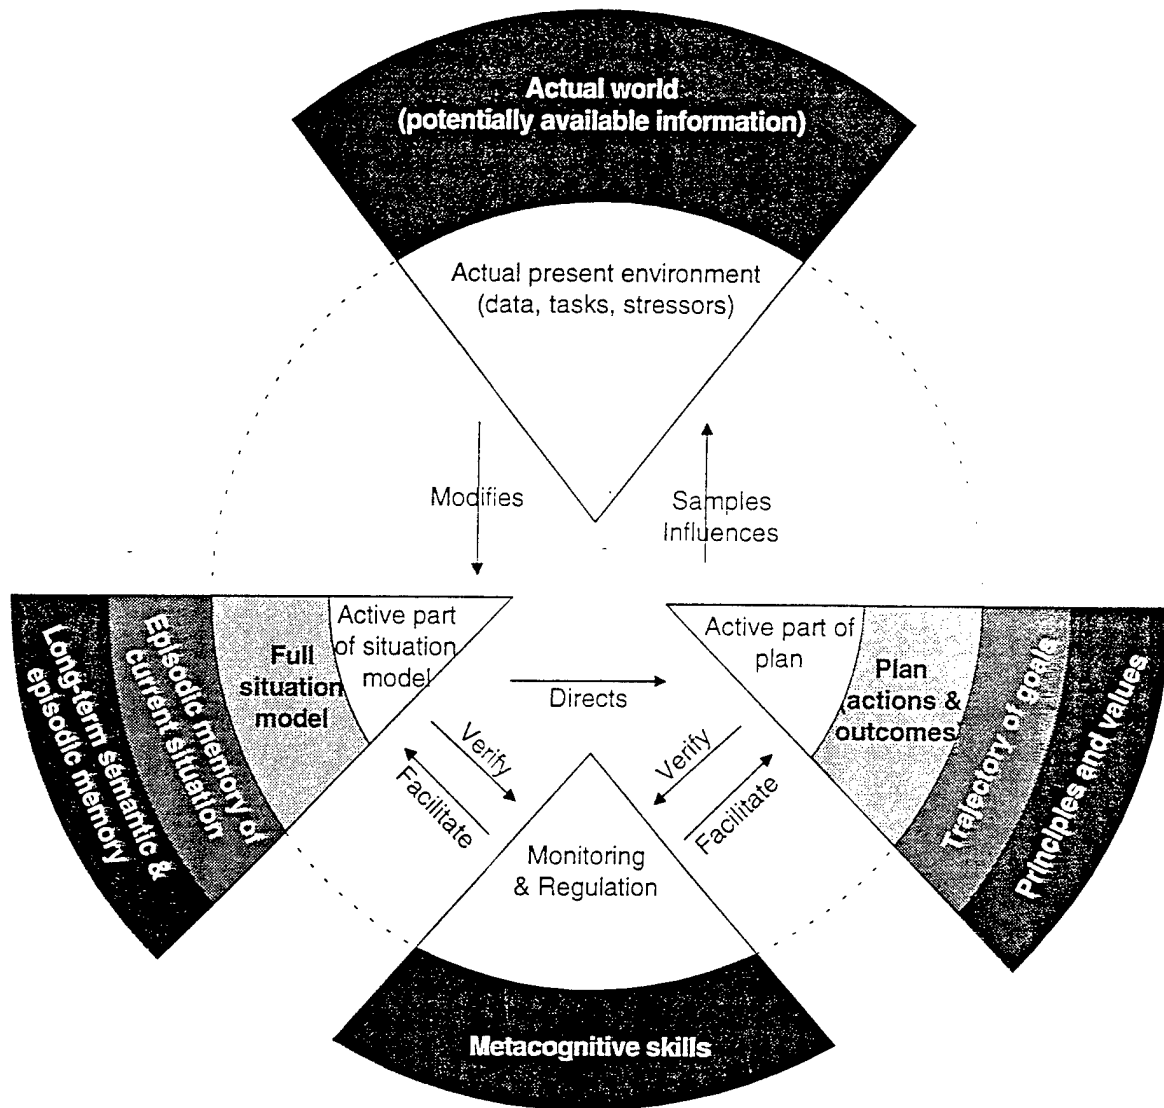 Actual world
(potentially available information)
Actual present environment
(data, tasks, stressors)
Modifies
Samples
Influences
Long-term semantic &
episodic memory
Episodic memory of
current situation
Full
situation
model
Active part
of situation
model
Directs
Active part of
plan
Plan
(actions &
outcomes)
Trajectory of goals
Principles and values
Verify
Facilitate
Verify
Facilitate
Monitoring
& Regulation
Metacognitive skills